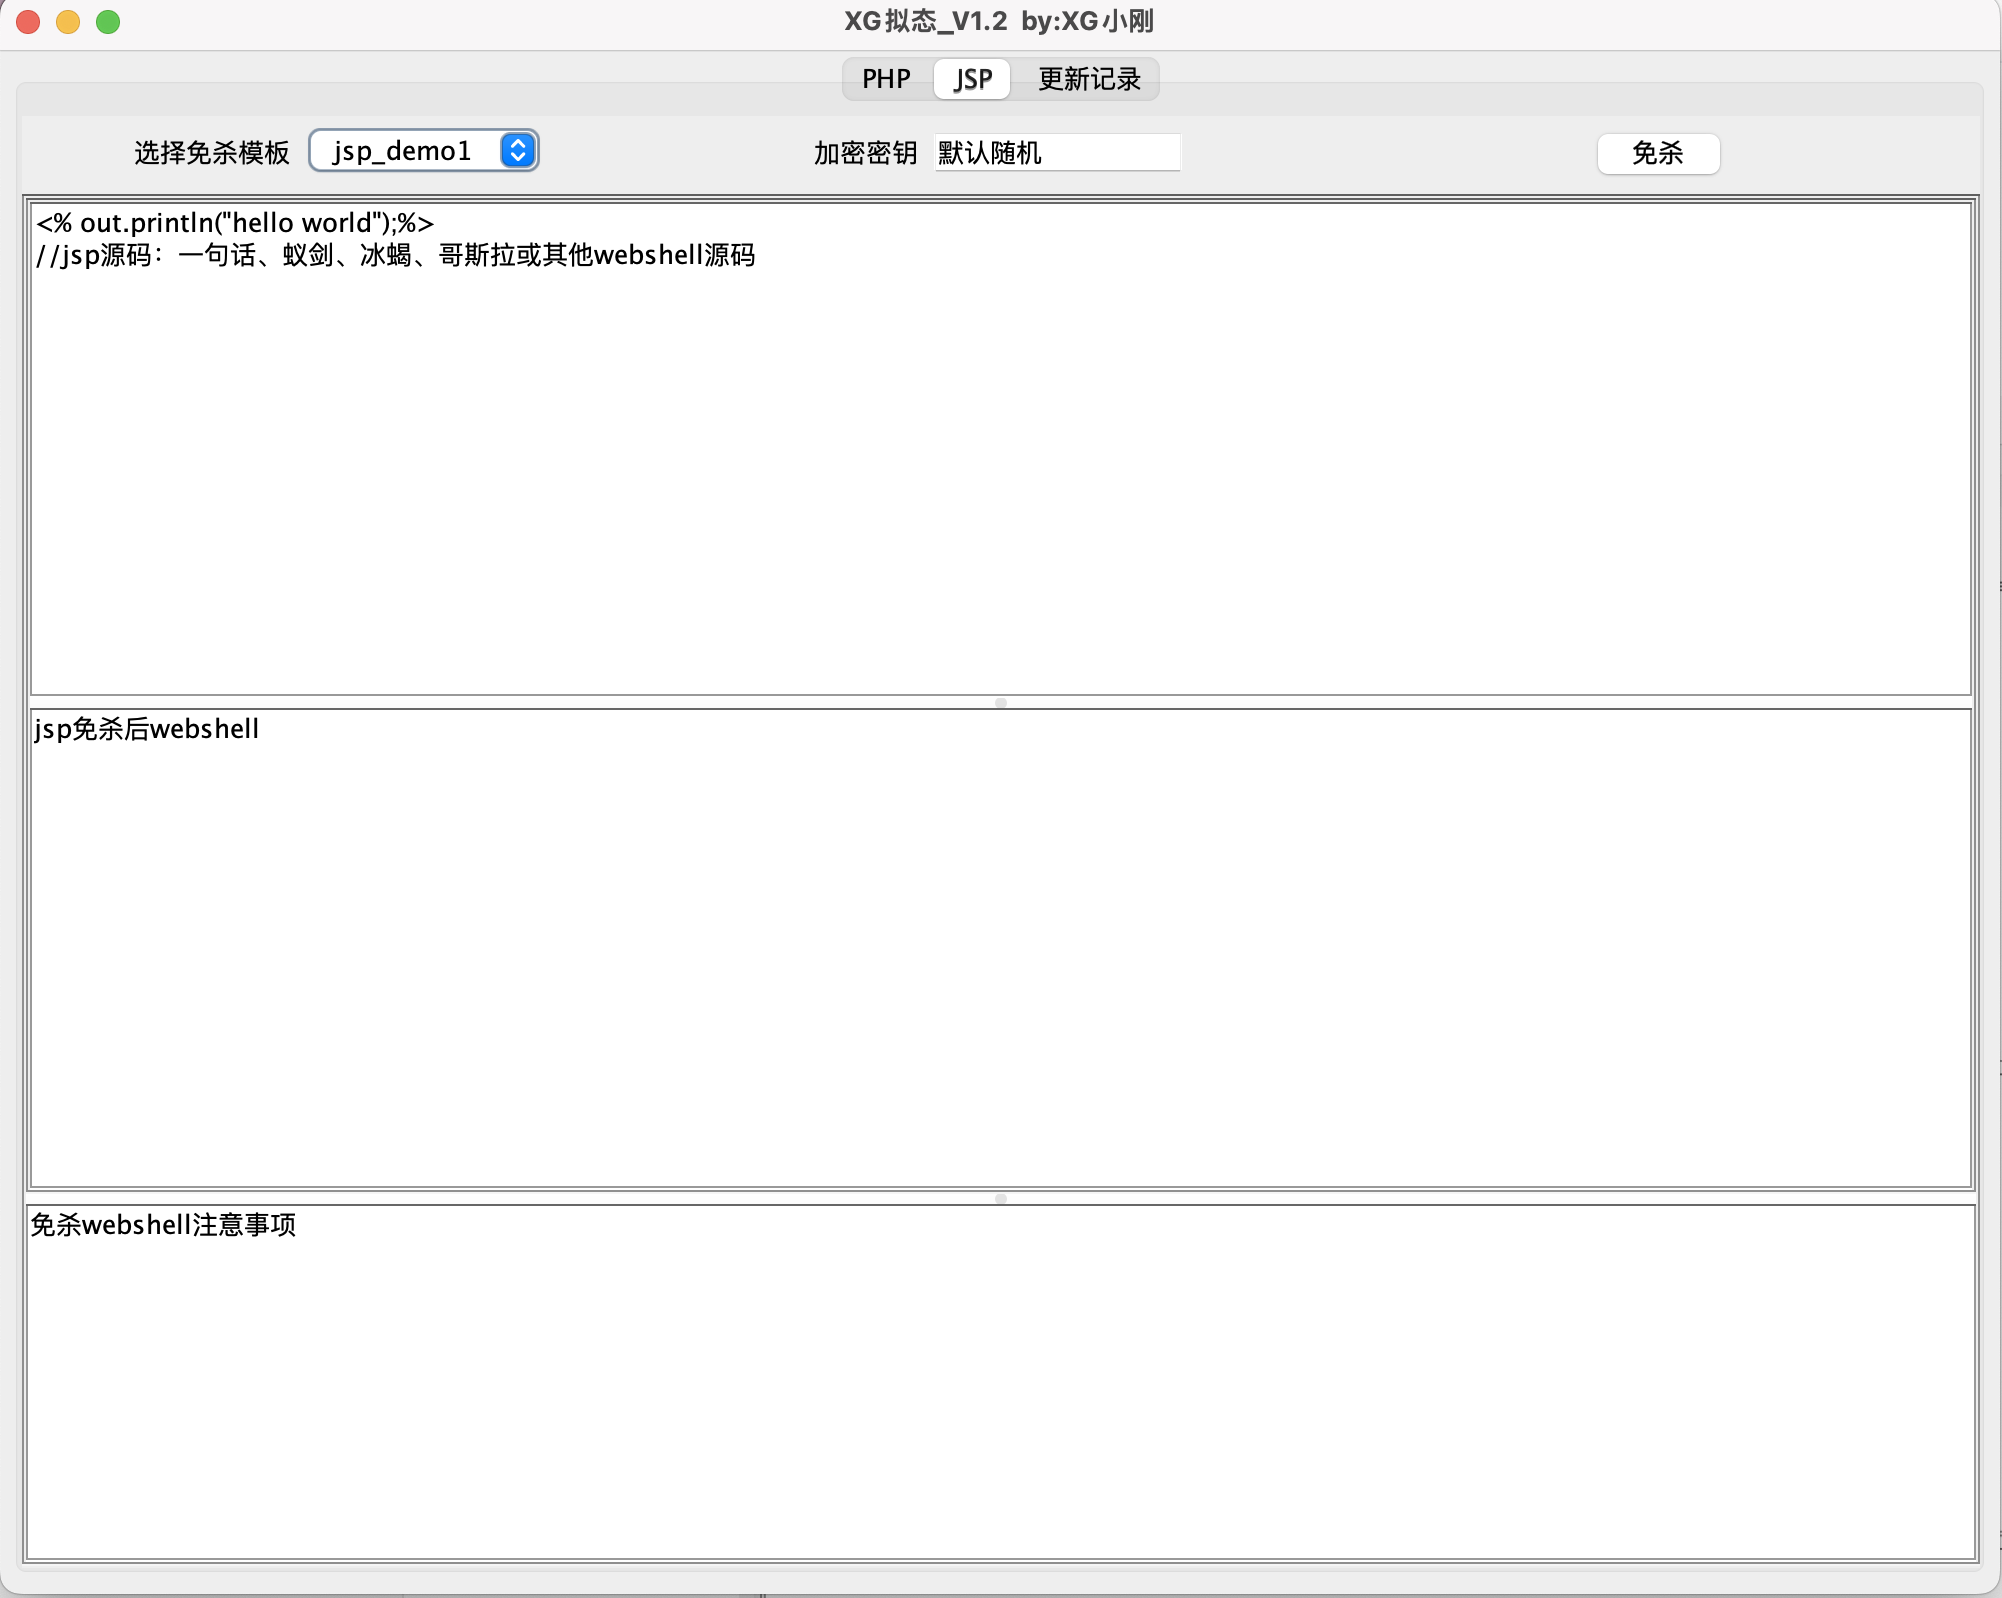 XG拟态_V1.2 by:XG小刚
PHP JSP 更新记录
选择免杀模板 jsp_demo1 加密密钥 默认随机 免杀
<% out.println("hello world");%>
//jsp源码：一句话、蚁剑、冰蝎、哥斯拉或其他webshell源码
jsp免杀后webshell
免杀webshell注意事项